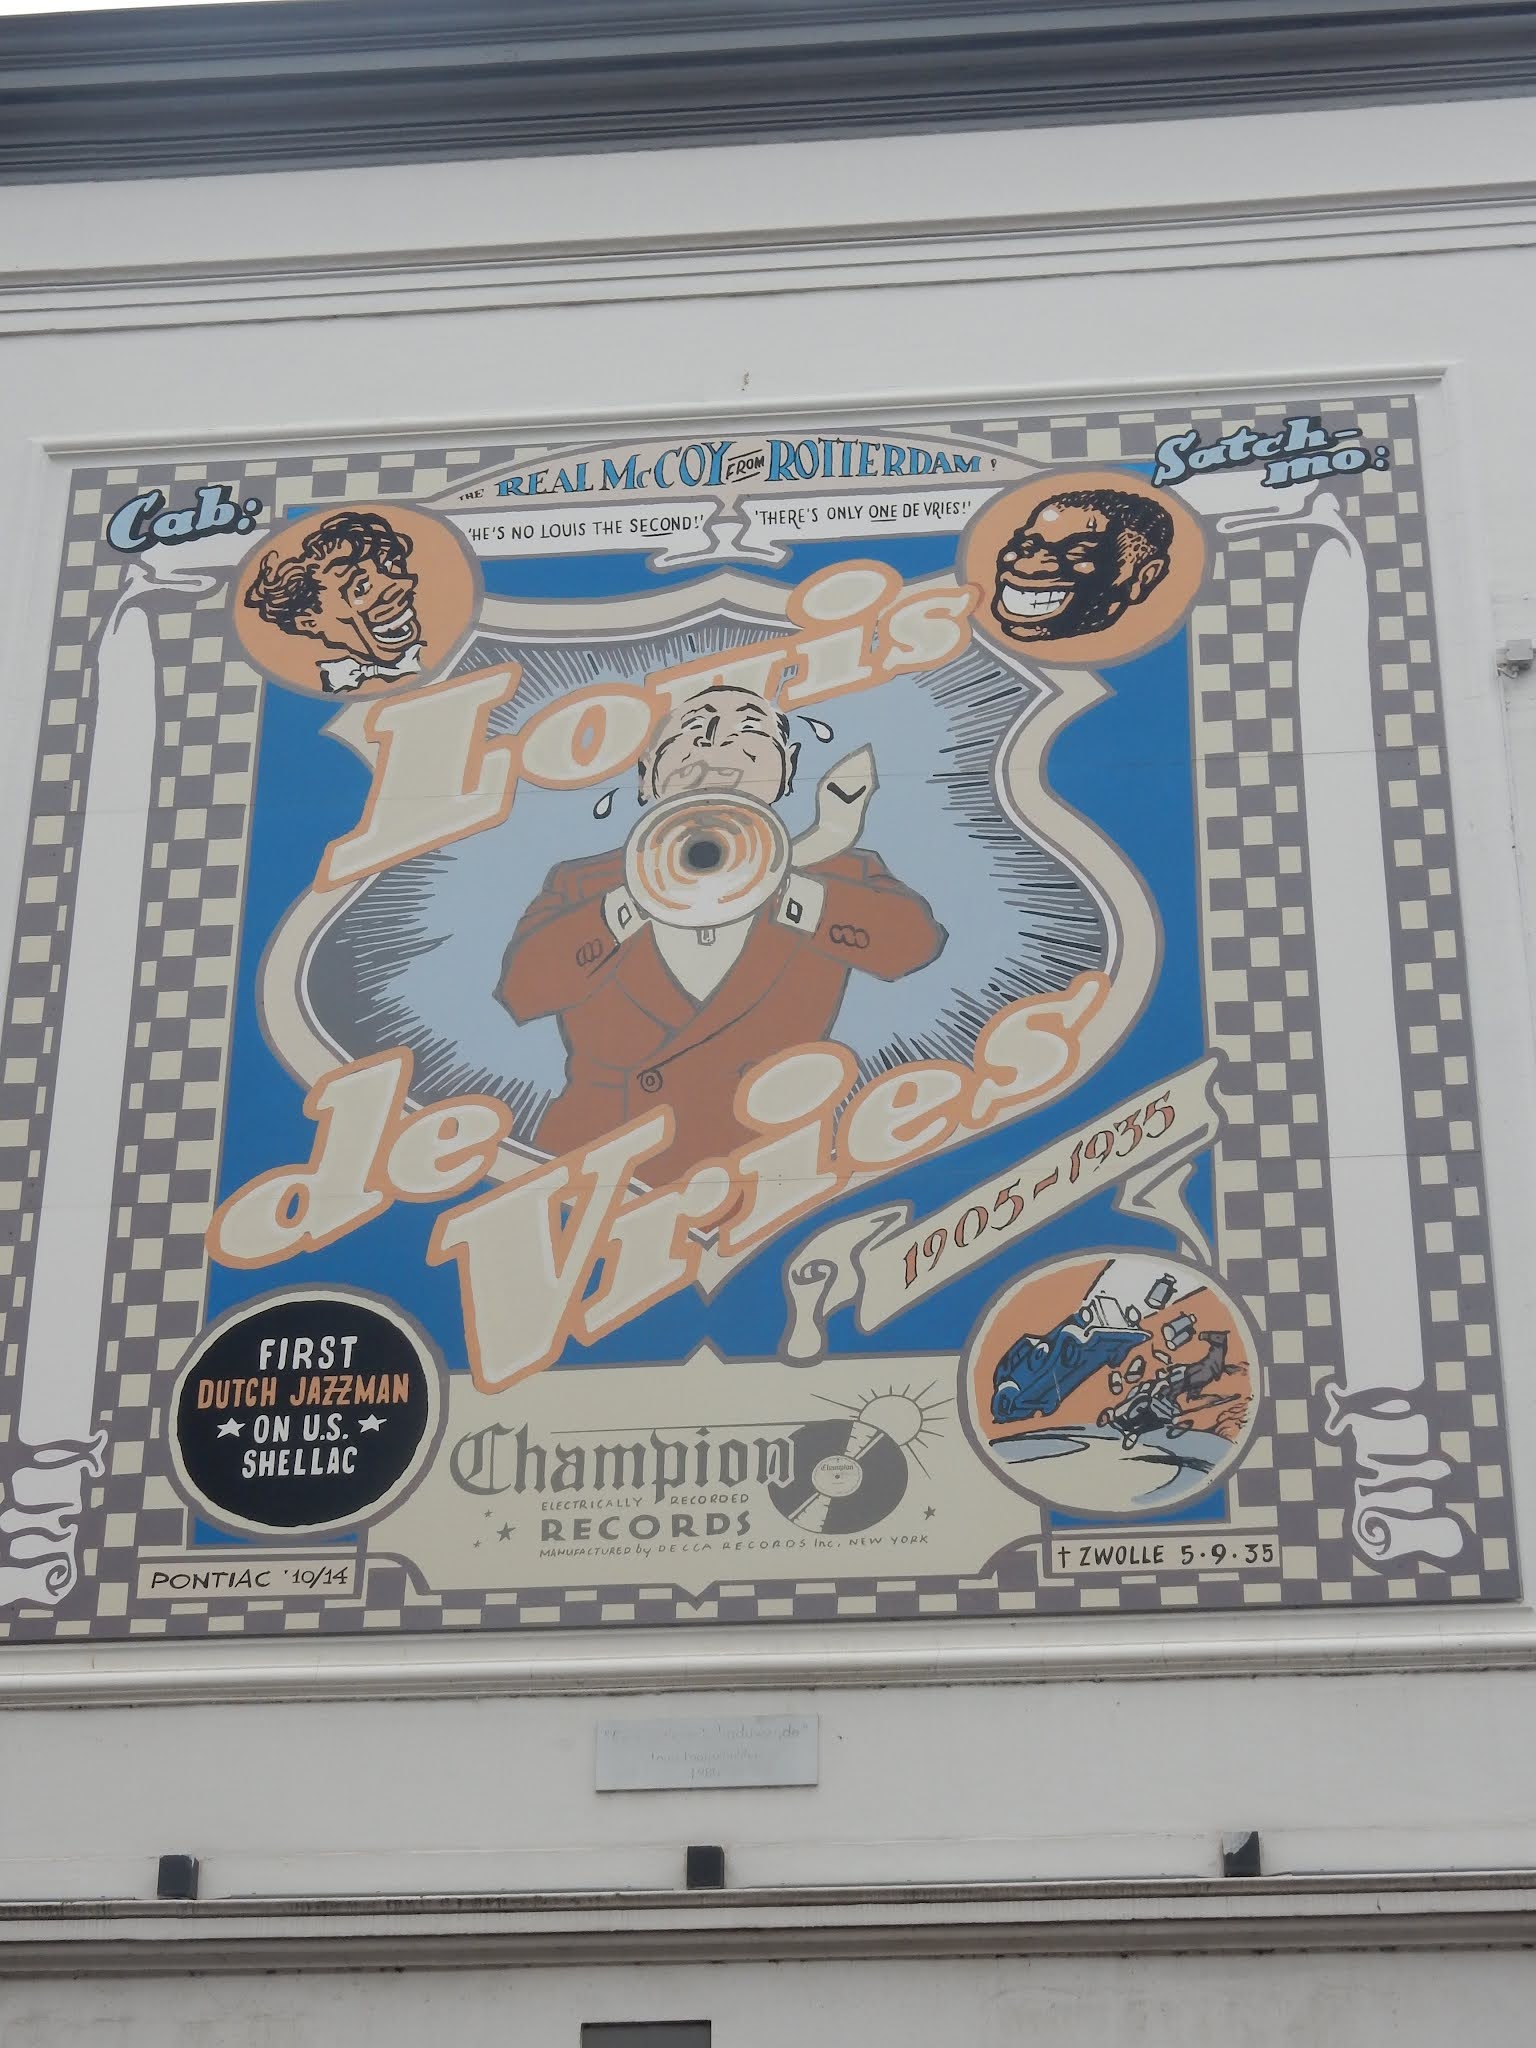 Cab:
Satch-
mo:
THE REAL McCOY FROM ROTTERDAM!
'HE'S NO LOUIS THE SECOND!'
'THERE'S ONLY ONE DE VRIES!'
Louis
de Vries
1905-1935
FIRST
DUTCH JAZZMAN
ON U.S.
SHELLAC
Champion
Champion
ELECTRICALLY RECORDED
RECORDS
MANUFACTURED by DECCA RECORDS Inc. NEW YORK
PONTIAC '10/14
† ZWOLLE 5·9·35